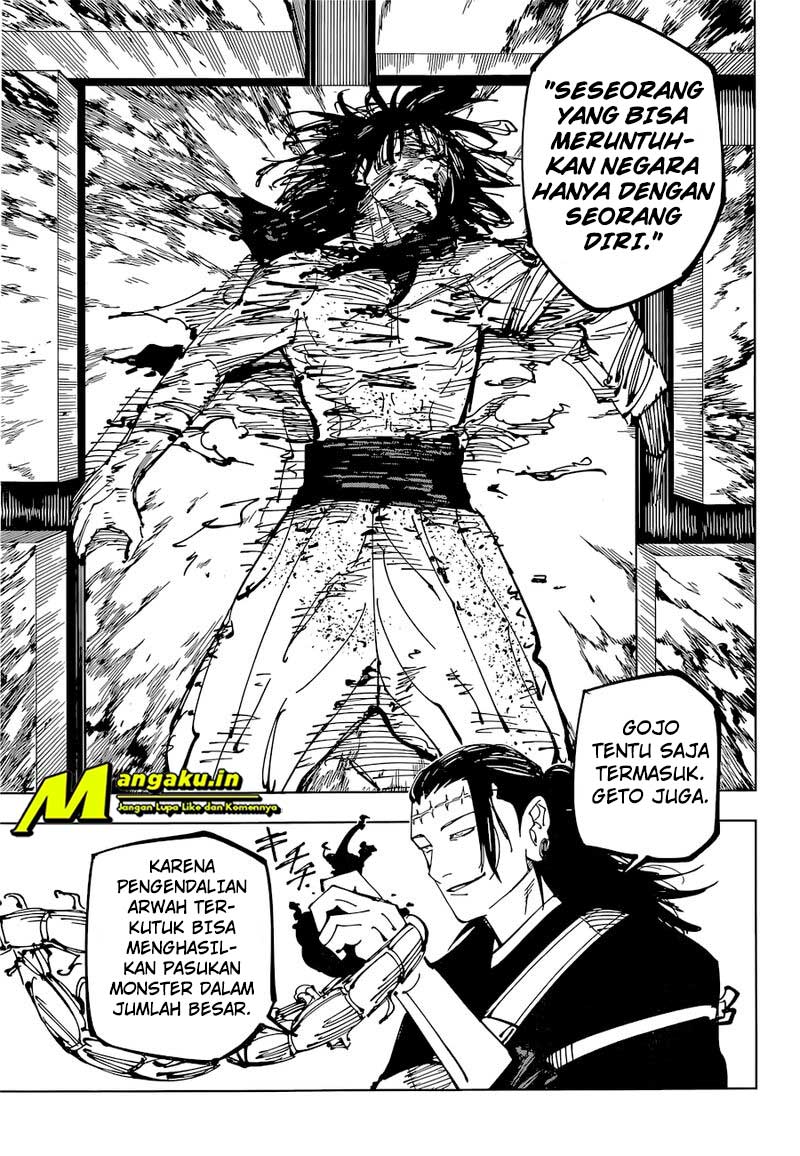 "SESEORANG
YANG BISA
MERUNTUH-
KAN NEGARA
HANYA DENGAN
SEORANG
DIRI."
GOJO
TENTU SAJA
TERMASUK.
GETO JUGA.
Mangaku.in
Jangan Lupa Like dan Komennya
KARENA
PENGENDALIAN
ARWAH TER-
KUTUK BISA
MENGHASIL-
KAN PASUKAN
MONSTER DALAM
JUMLAH BESAR.